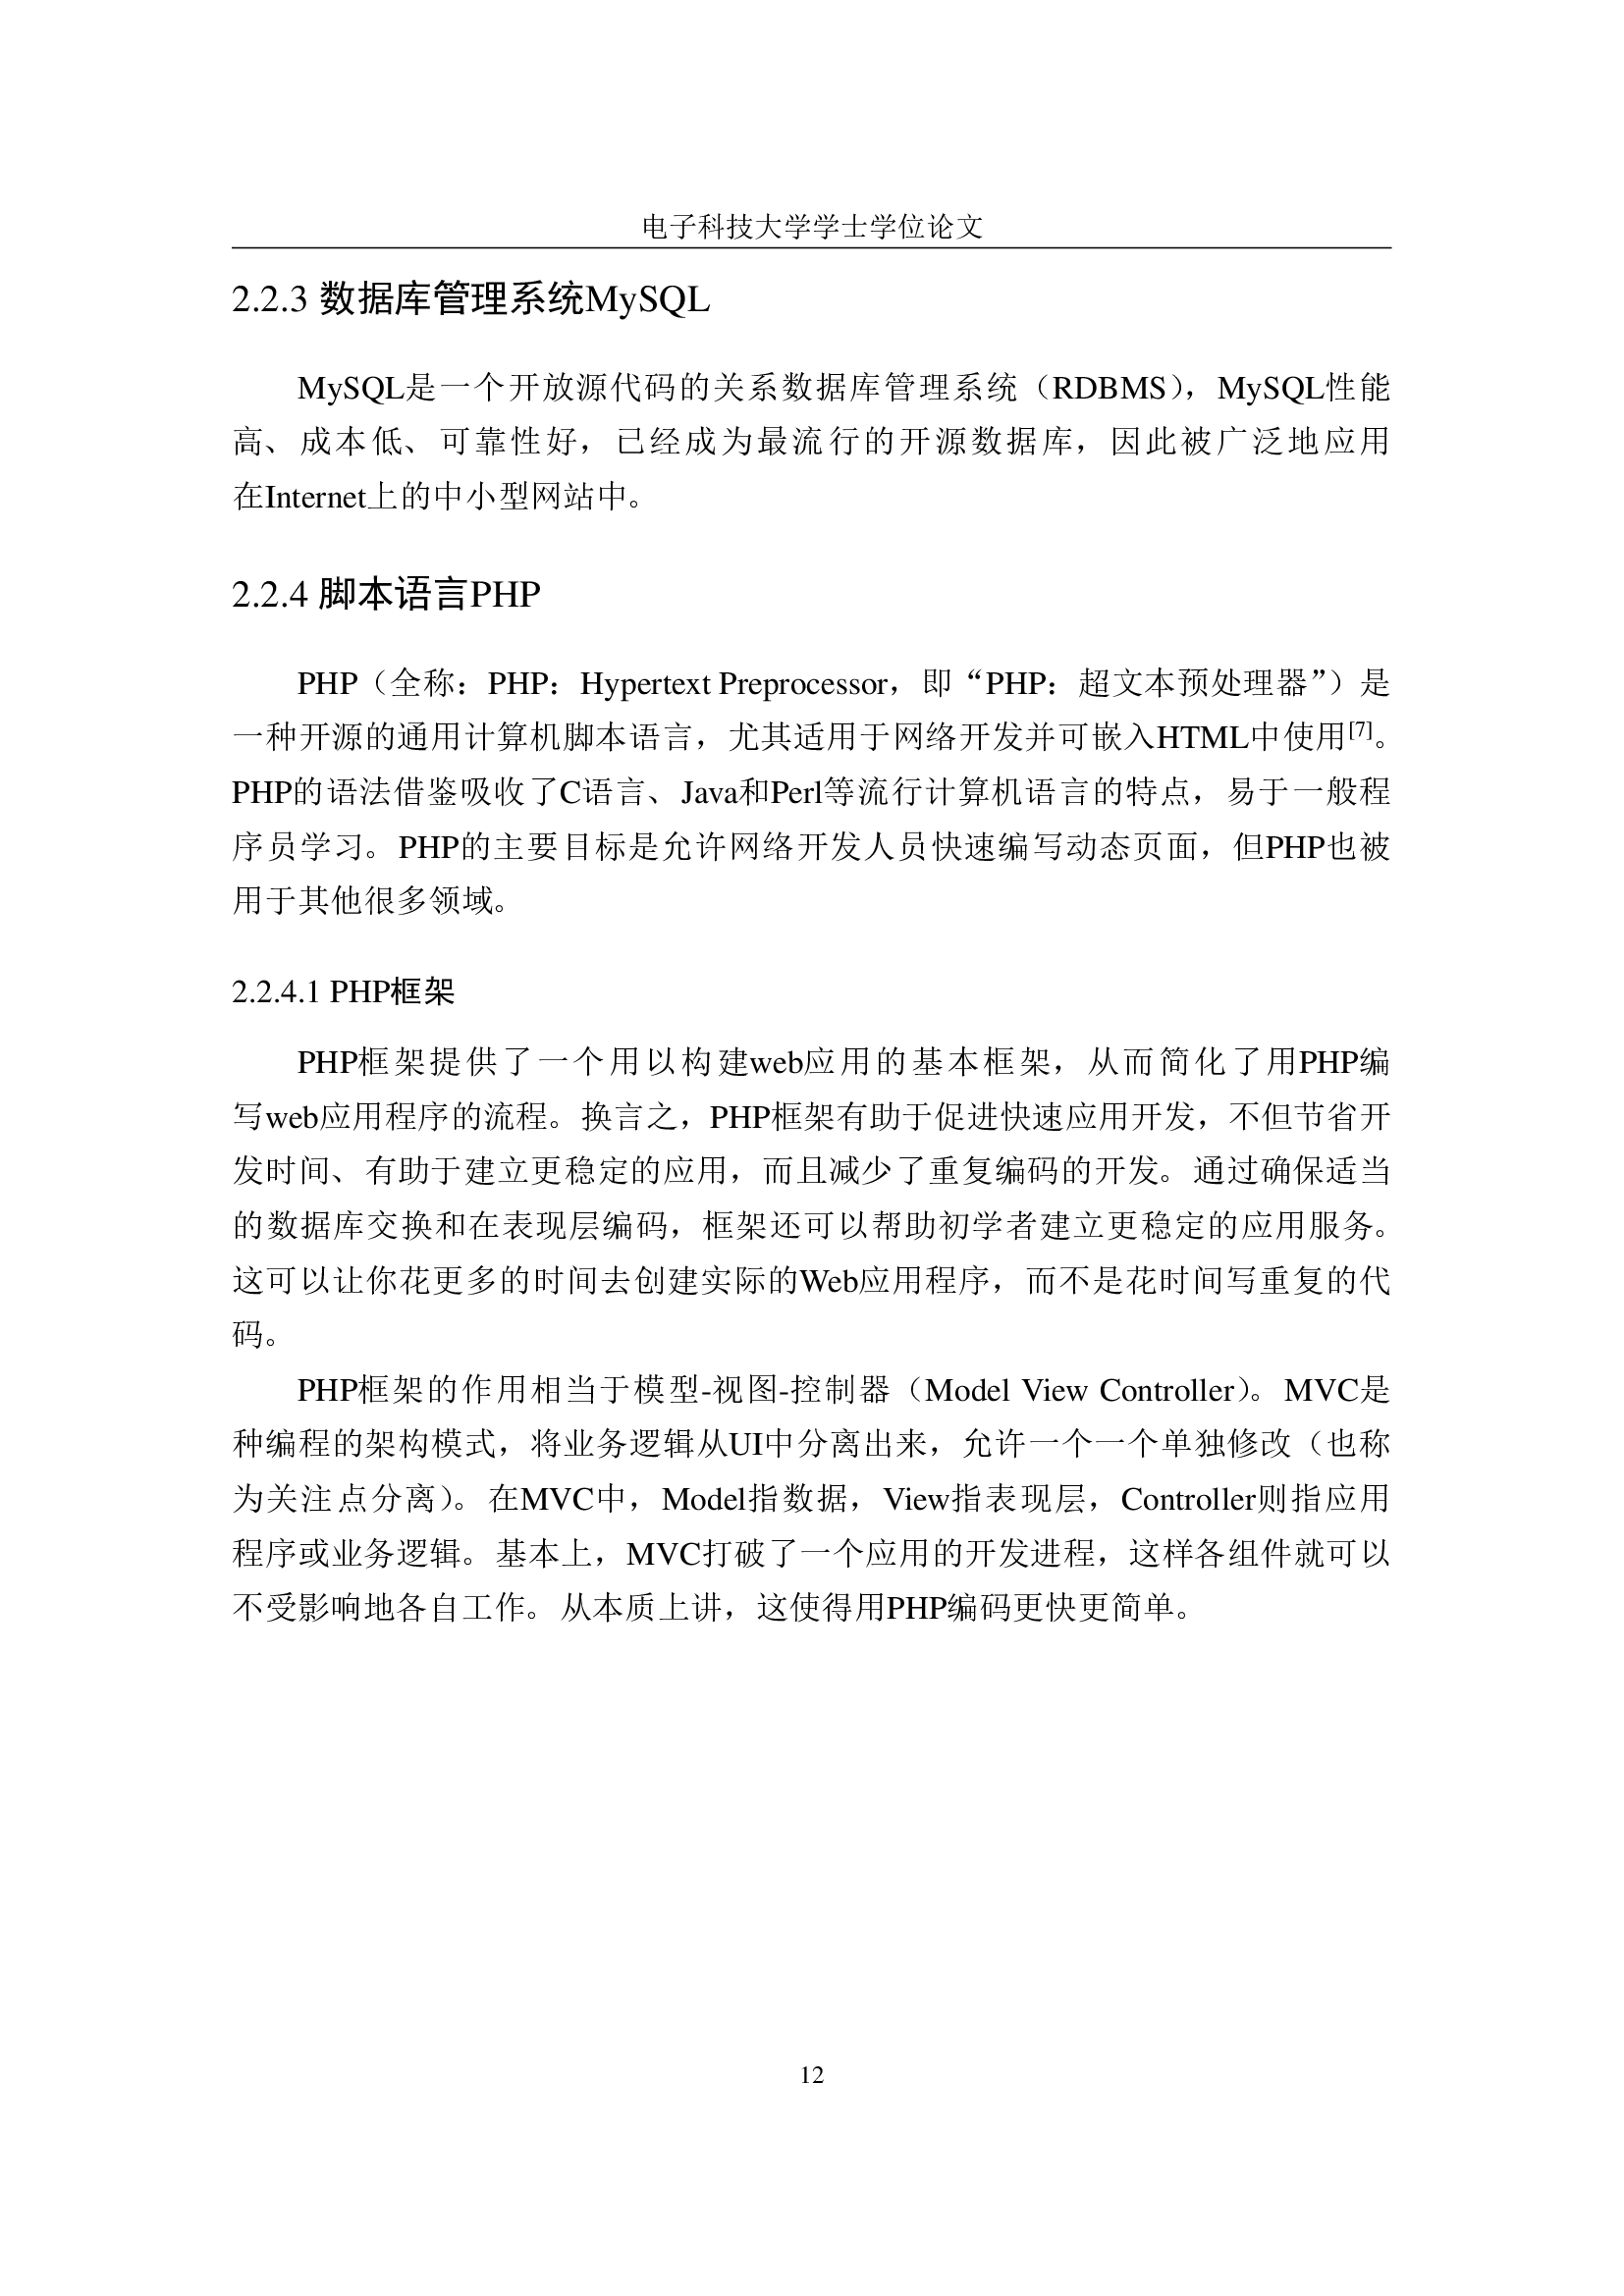 电子科技大学学士学位论文
2.2.3 数据库管理系统MySQL
MySQL是一个开放源代码的关系数据库管理系统（RDBMS），MySQL性能
高、成本低、可靠性好，已经成为最流行的开源数据库，因此被广泛地应用
在Internet上的中小型网站中。
2.2.4 脚本语言PHP
PHP（全称：PHP：Hypertext Preprocessor，即“PHP：超文本预处理器”）是
一种开源的通用计算机脚本语言，尤其适用于网络开发并可嵌入HTML中使用[7]。
PHP的语法借鉴吸收了C语言、Java和Perl等流行计算机语言的特点，易于一般程
序员学习。PHP的主要目标是允许网络开发人员快速编写动态页面，但PHP也被
用于其他很多领域。
2.2.4.1 PHP框架
PHP框架提供了一个用以构建web应用的基本框架，从而简化了用PHP编
写web应用程序的流程。换言之，PHP框架有助于促进快速应用开发，不但节省开
发时间、有助于建立更稳定的应用，而且减少了重复编码的开发。通过确保适当
的数据库交换和在表现层编码，框架还可以帮助初学者建立更稳定的应用服务。
这可以让你花更多的时间去创建实际的Web应用程序，而不是花时间写重复的代
码。
PHP框架的作用相当于模型-视图-控制器（Model View Controller）。MVC是
种编程的架构模式，将业务逻辑从UI中分离出来，允许一个一个单独修改（也称
为关注点分离）。在MVC中，Model指数据，View指表现层，Controller则指应用
程序或业务逻辑。基本上，MVC打破了一个应用的开发进程，这样各组件就可以
不受影响地各自工作。从本质上讲，这使得用PHP编码更快更简单。
12